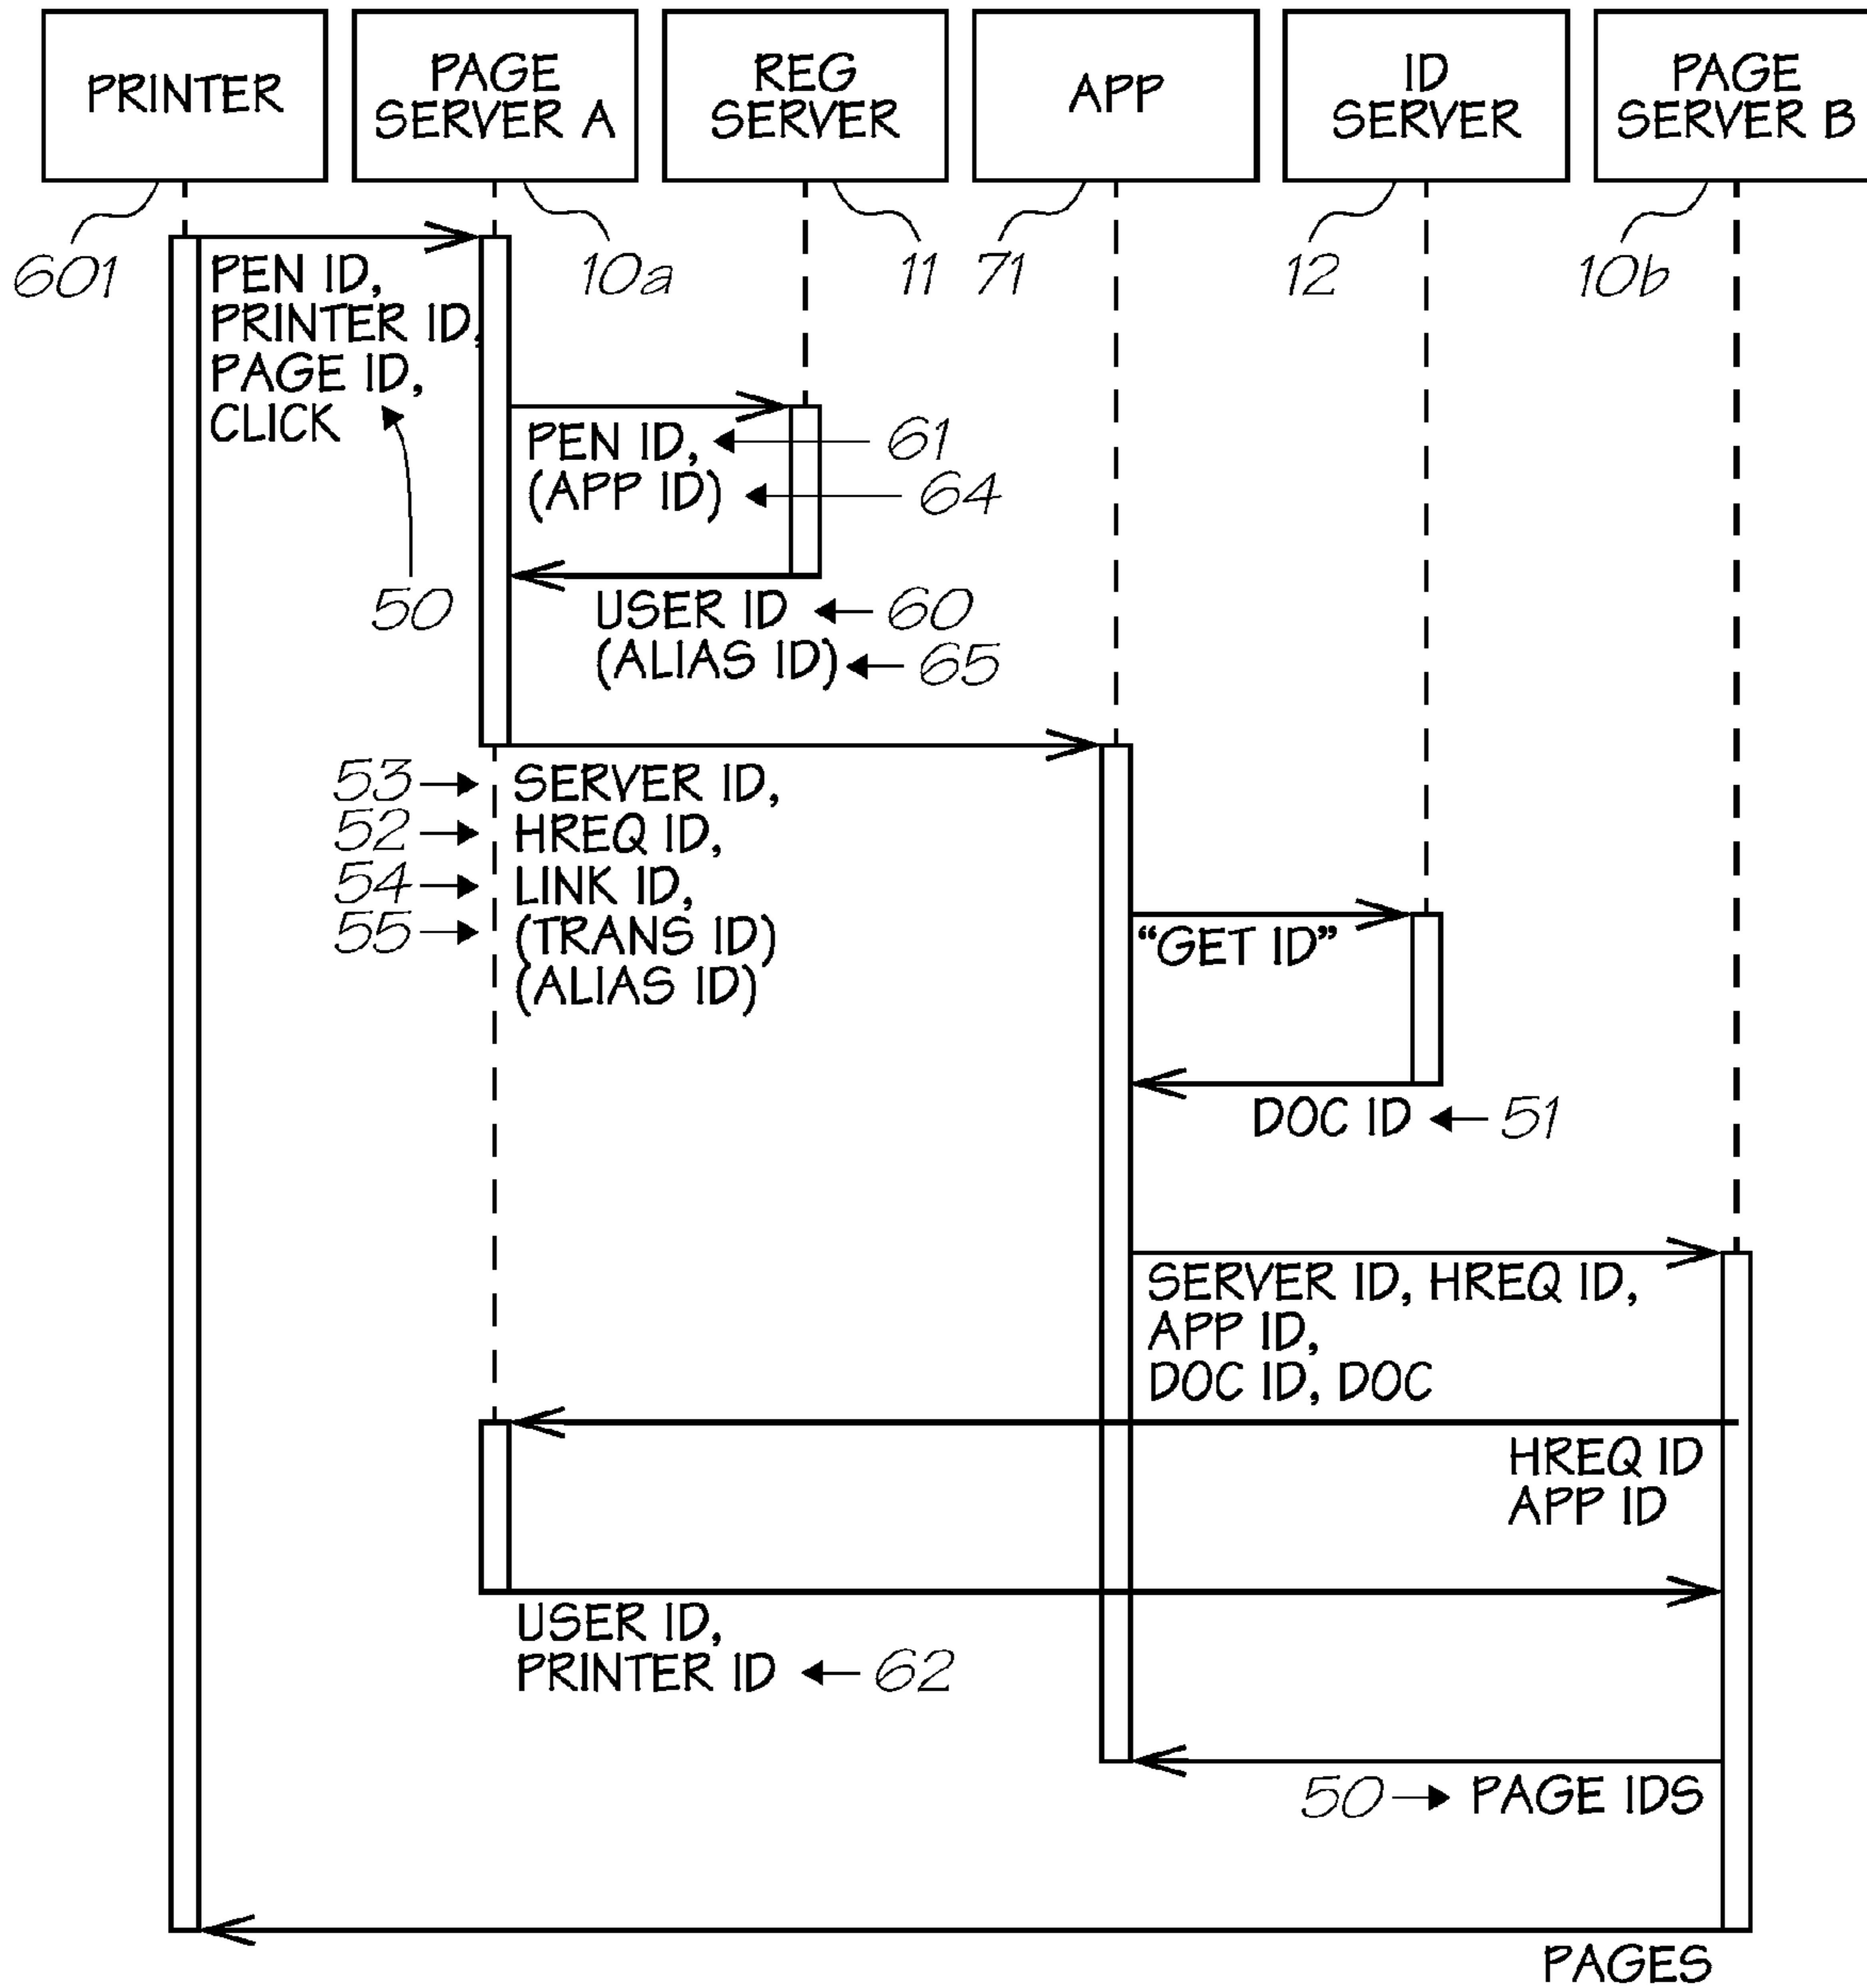 PRINTER
PAGE
SERVER A
REG
SERVER
APP
ID
SERVER
PAGE
SERVER B
601
10a
11
71
12
10b
PEN ID,
PRINTER ID,
PAGE ID,
CLICK
50
PEN ID,
61
(APP ID)
64
USER ID
60
(ALIAS ID)
65
53
SERVER ID,
52
HREQ ID,
54
LINK ID,
55
(TRANS ID)
(ALIAS ID)
“GET ID”
DOC ID
51
SERVER ID, HREQ ID,
APP ID,
DOC ID, DOC
HREQ ID
APP ID
USER ID,
PRINTER ID
62
50
PAGE IDS
PAGES